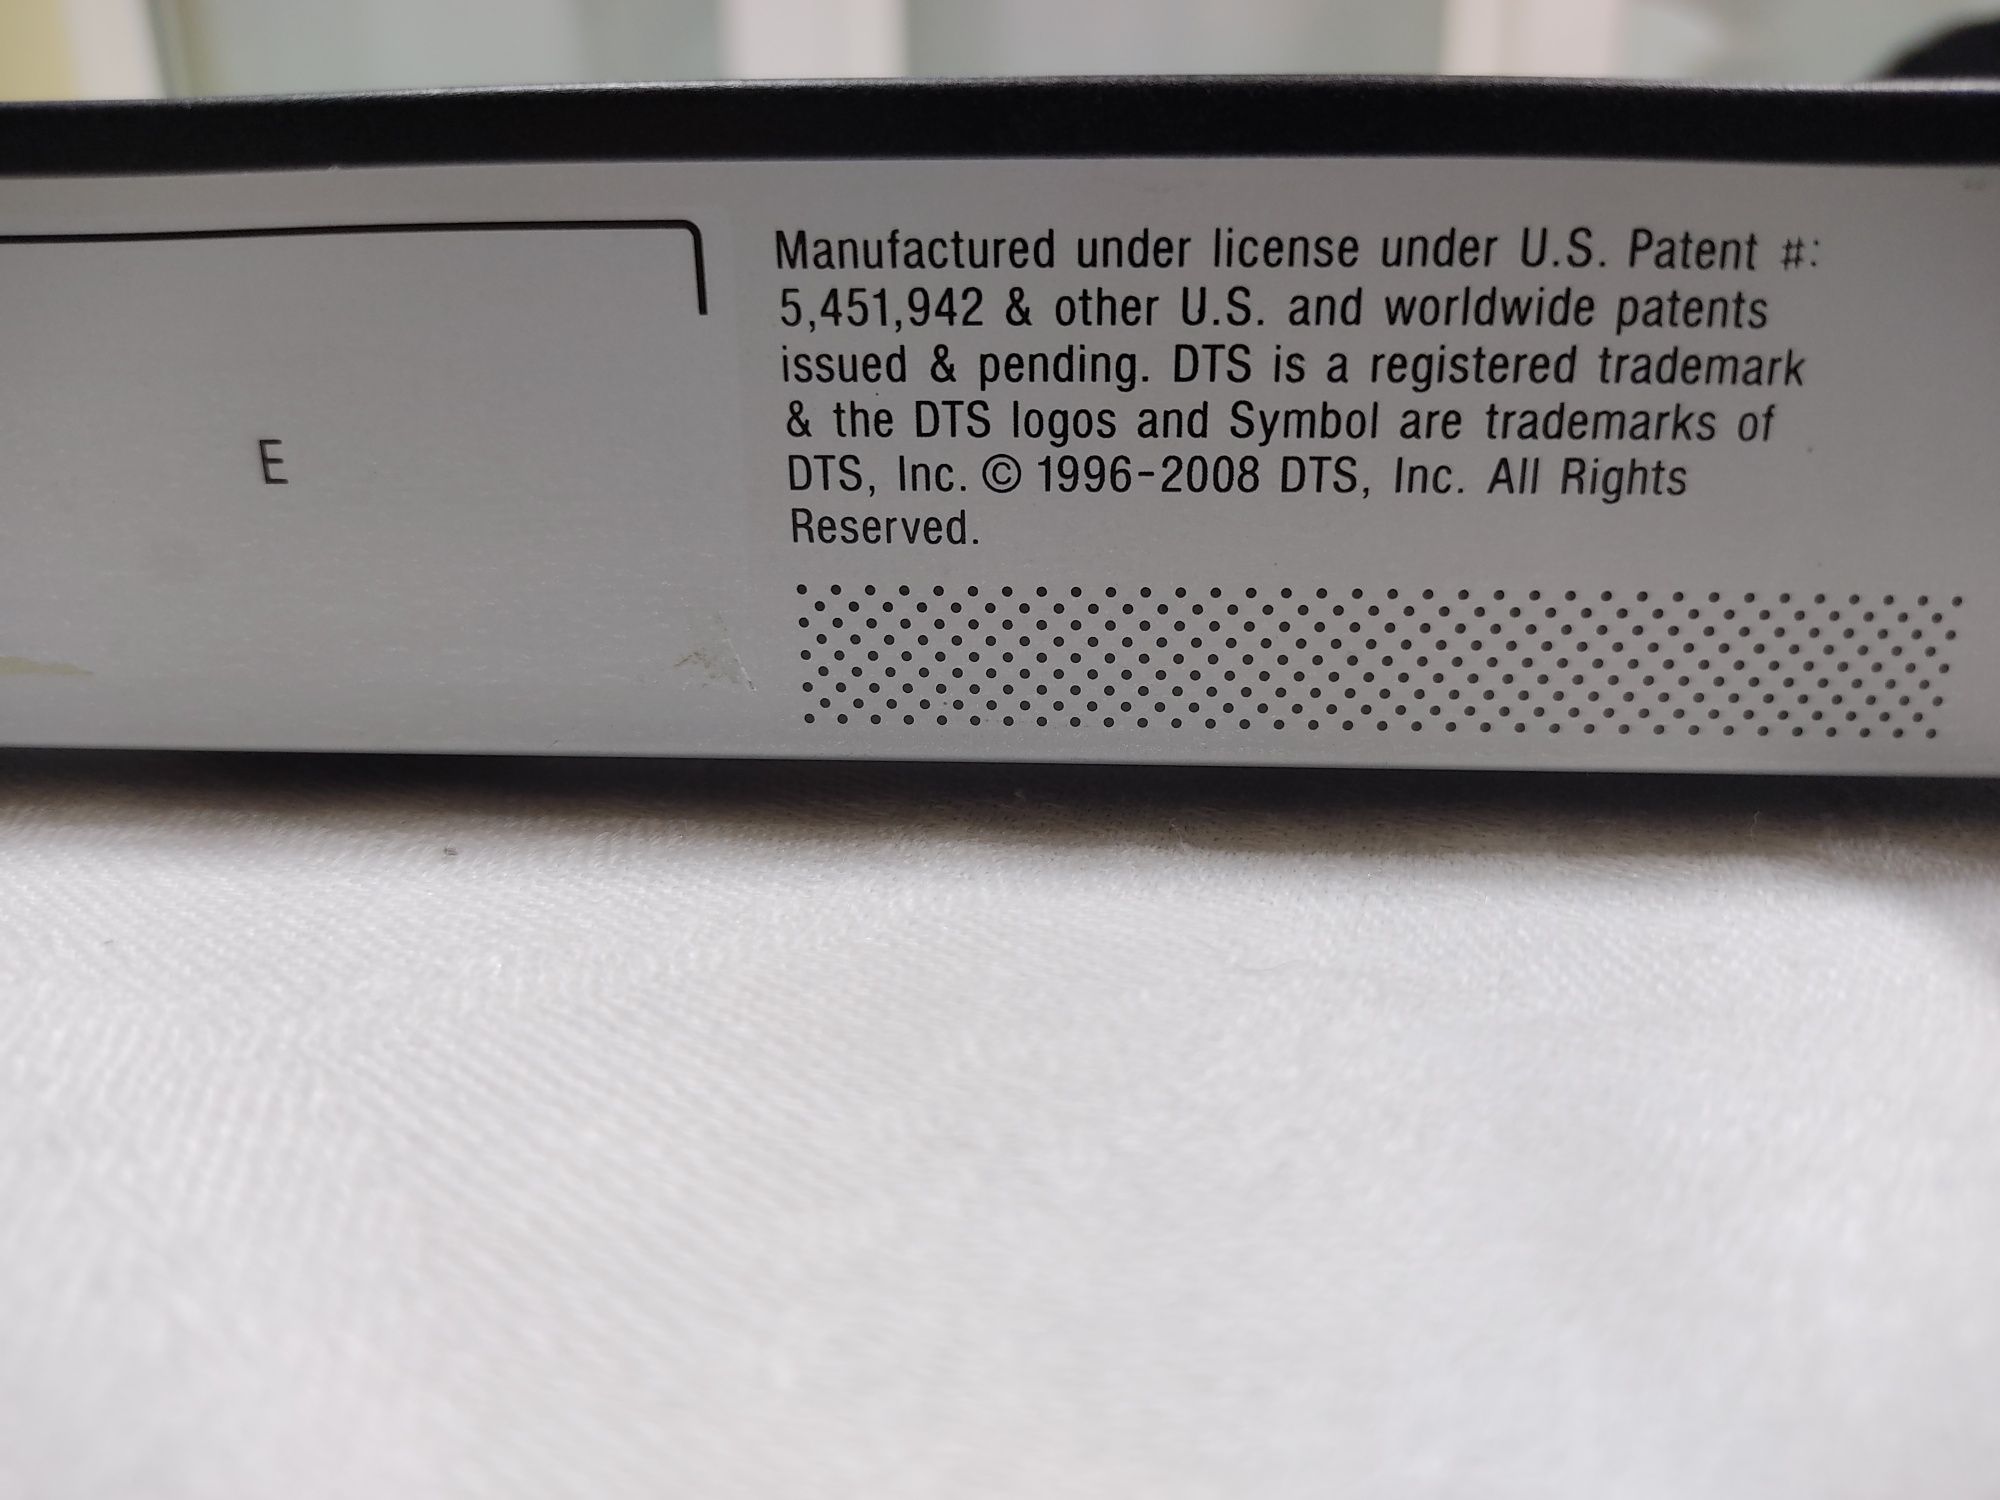 E
Manufactured under license under U.S. Patent #:
5,451,942 & other U.S. and worldwide patents
issued & pending. DTS is a registered trademark
& the DTS logos and Symbol are trademarks of
DTS, Inc. © 1996-2008 DTS, Inc. All Rights
Reserved.